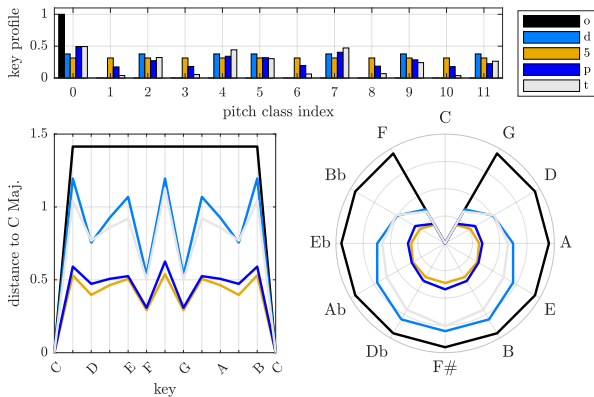 key profile
1
0.5
0
0 1 2 3 4 5 6 7 8 9 10 11
pitch class index
o
d
5
p
t
distance to C Maj.
1.5
1
0.5
0
C D E F G A B C
key
C
F G
Bb D
Eb A
Ab E
Db B
F#